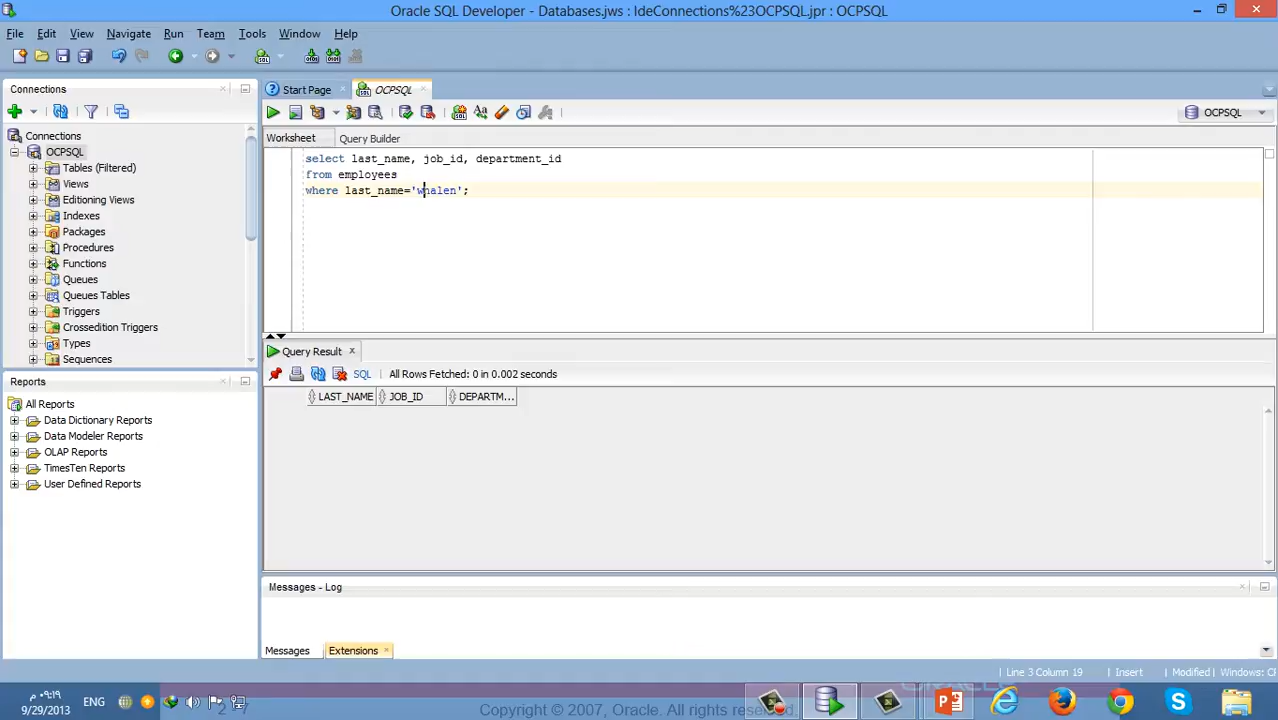 Oracle SQL Developer - Databases.jws : IdeConnections%23OCPSQL.jpr : OCPSQL
File Edit View Navigate Run Team Tools Window Help
Connections
Start Page
OCPSQL
OCPSQL
Worksheet
Query Builder
Connections
OCPSQL
Tables (Filtered)
Views
Editioning Views
Indexes
Packages
Procedures
Functions
Queues
Queues Tables
Triggers
Crossedition Triggers
Types
Sequences
select last_name, job_id, department_id
from employees
where last_name='whalen';
Query Result
SQL
All Rows Fetched: 0 in 0.002 seconds
LAST_NAME JOB_ID DEPARTM...
Reports
All Reports
Data Dictionary Reports
Data Modeler Reports
OLAP Reports
TimesTen Reports
User Defined Reports
Messages - Log
Messages
Extensions
Line 3 Column 19
Insert
Modified
Windows: CF
ENG
٠٩:١٩ م
9/29/2013
Copyright © 2007, Oracle. All rights reserved.